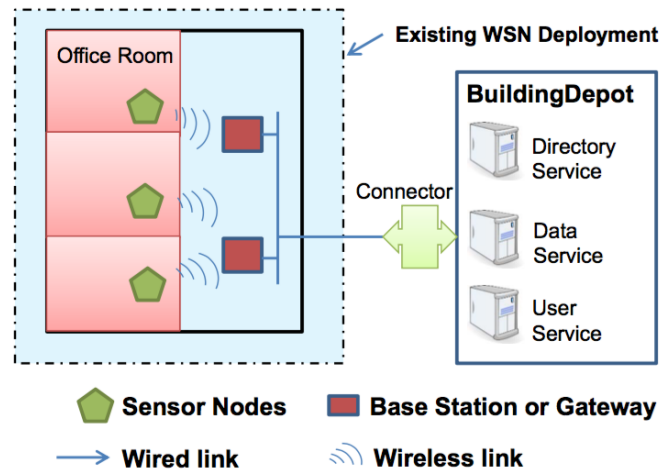 Existing WSN Deployment
Office Room
BuildingDepot
Directory
Service
Connector
Data
Service
User
Service
Sensor Nodes
Base Station or Gateway
Wired link
Wireless link